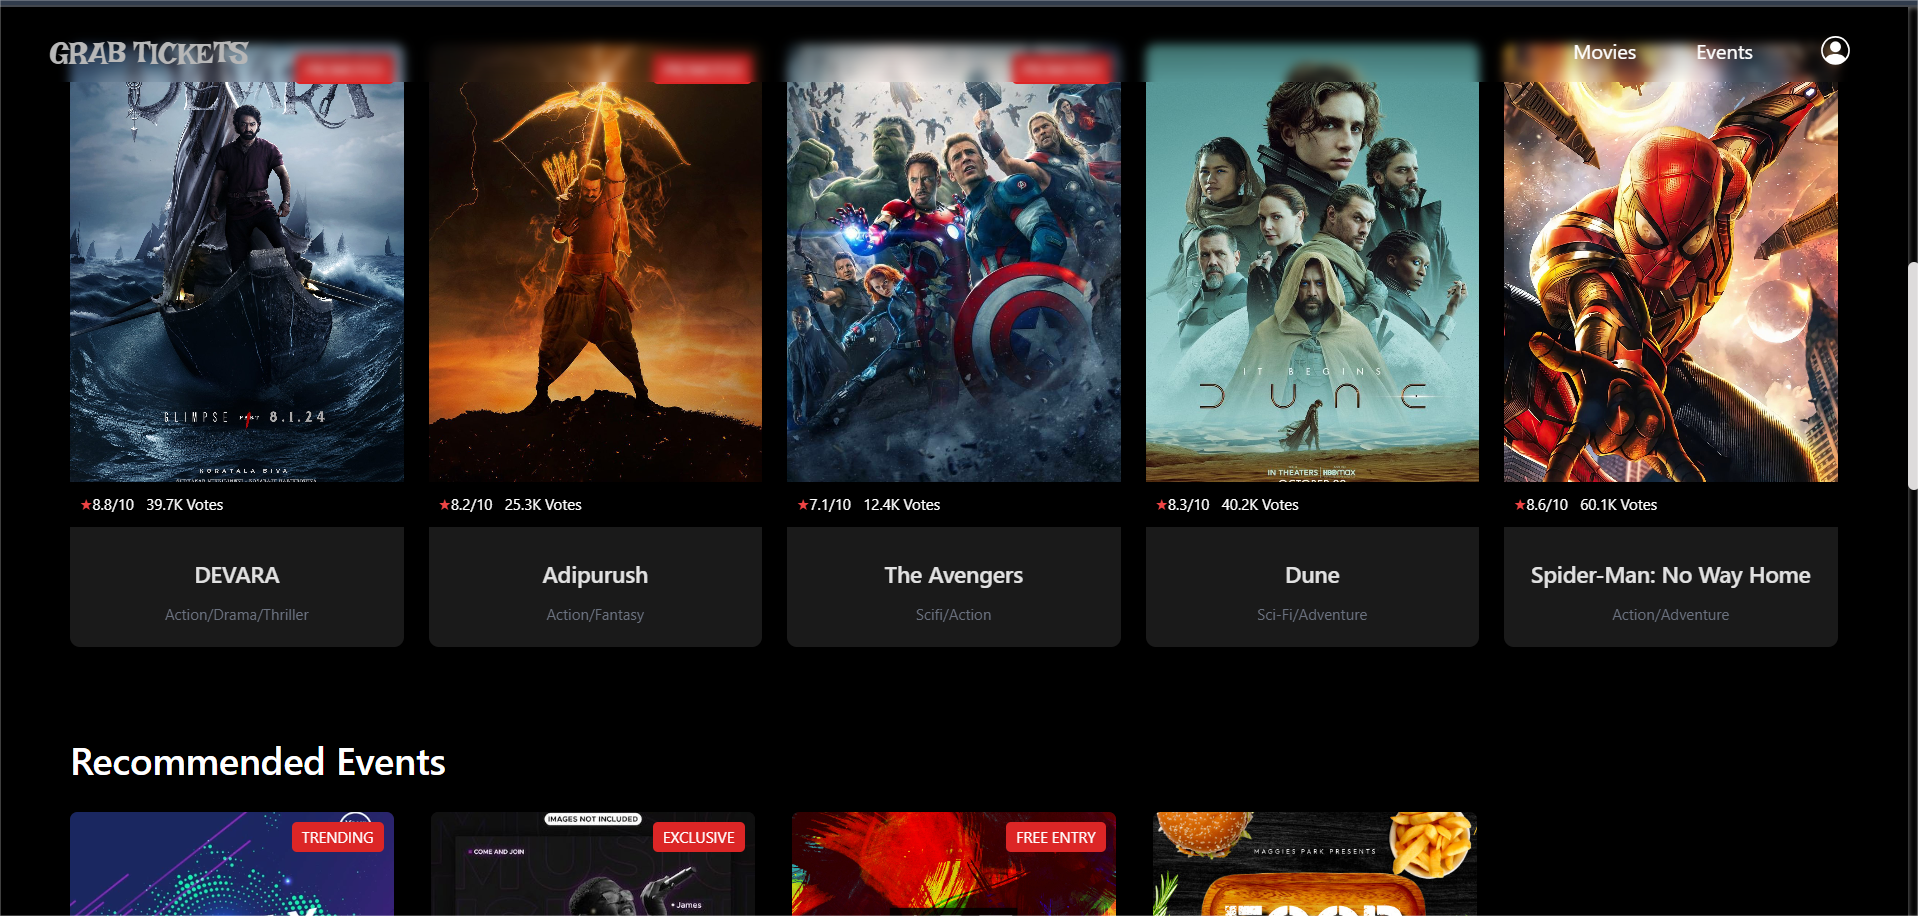 GRAB TICKETS
Movies
Events
DEVARA
GLIMPSE
8.1.24
KORATALA SIVA
IT BEGINS
DUNE
IN THEATERS HBOMAX
OCTOBER 22
★8.8/10 39.7K Votes
★8.2/10 25.3K Votes
★7.1/10 12.4K Votes
★8.3/10 40.2K Votes
★8.6/10 60.1K Votes
DEVARA
Action/Drama/Thriller
Adipurush
Action/Fantasy
The Avengers
Scifi/Action
Dune
Sci-Fi/Adventure
Spider-Man: No Way Home
Action/Adventure
Recommended Events
TRENDING
IMAGES NOT INCLUDED
EXCLUSIVE
COME AND JOIN
MUSIC
James
FREE ENTRY
MAGGIES PARK PRESENTS
FOOD